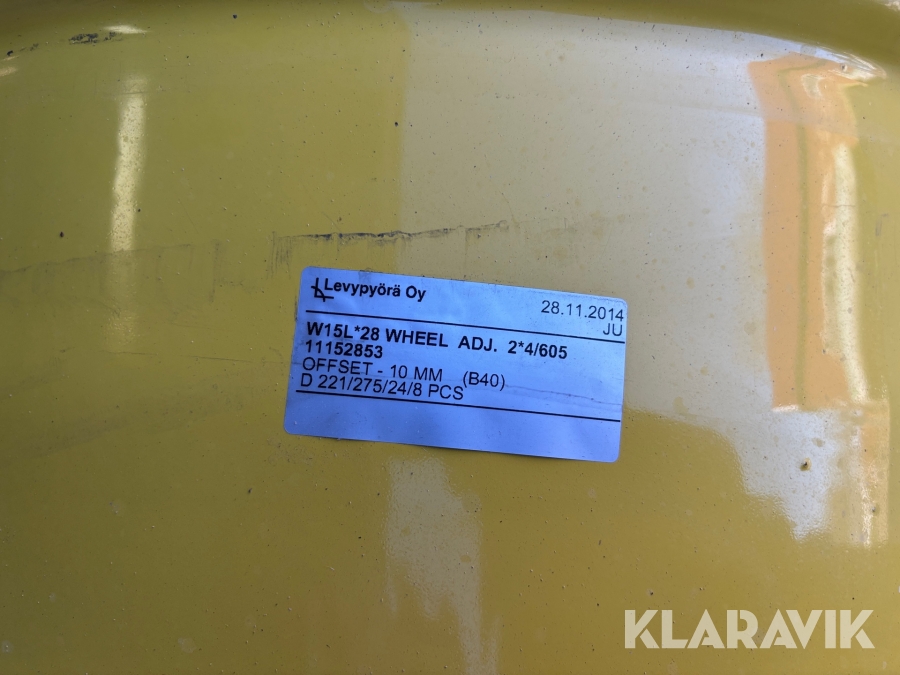 Levypyörä Oy
28.11.2014
JU
W15L*28 WHEEL ADJ. 2*4/605
11152853
OFFSET - 10 MM (B40)
D 221/275/24/8 PCS
KLARAVIK